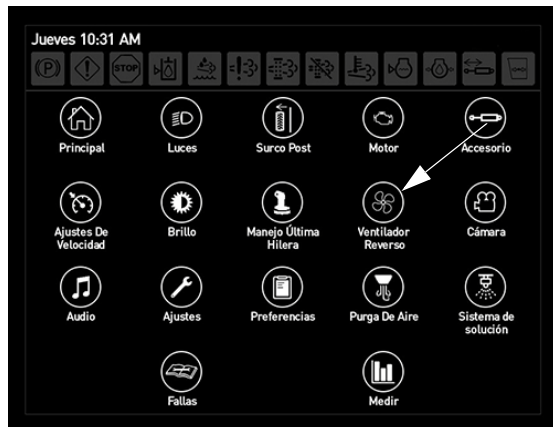 Jueves 10:31 AM
(P) STOP
Principal Luces Surco Post Motor Accesorio
Ajustes De Brillo Manejo Última Ventilador Cámara
Velocidad Hilera Reverso
Audio Ajustes Preferencias Purga De Aire Sistema de
solución
Fallas Medir